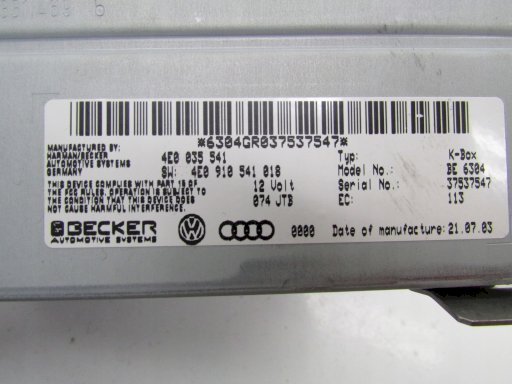 *6304GR037537547*
MANUFACTURED BY:
HARMAN/BECKER
AUTOMOTIVE SYSTEMS
GERMANY
4E0 035 541
SW: 4E0 910 541 018
Typ: K-Box
Model No.: BE 6304
THIS DEVICE COMPLIES WITH PART 15 OF
THE FCC RULES. OPERATION IS SUBJECT TO
THE CONDITION THAT THIS DEVICE DOES
NOT CAUSE HARMFUL INTERFERENCE.
12 Volt
074 JTB
Serial No.: 37537547
EC: 113
BECKER
AUTOMOTIVE SYSTEMS
0000 Date of manufacture: 21.07.03